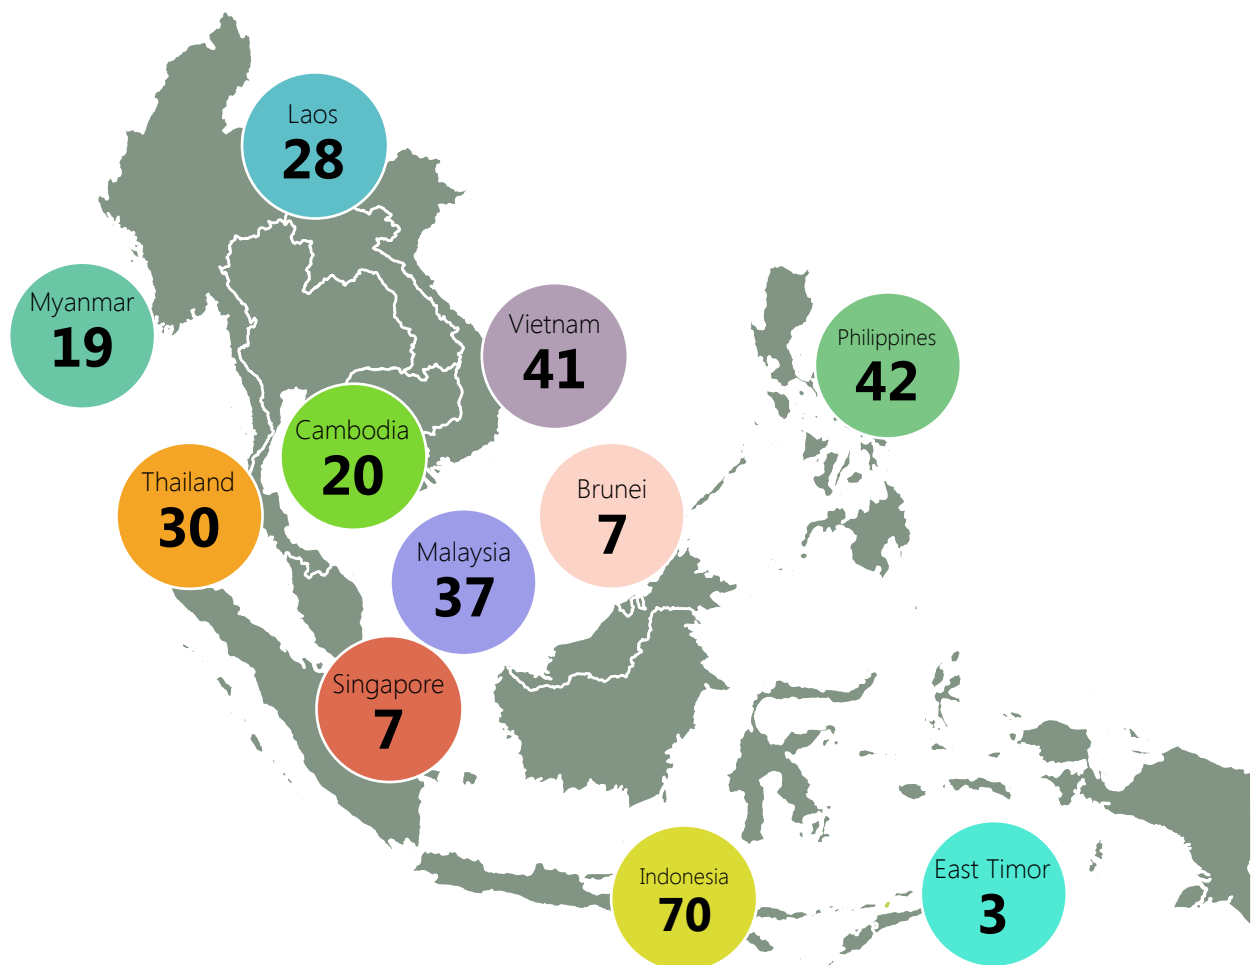 Laos
28
Myanmar
19
Vietnam
41
Philippines
42
Cambodia
20
Thailand
30
Brunei
7
Malaysia
37
Singapore
7
Indonesia
70
East Timor
3